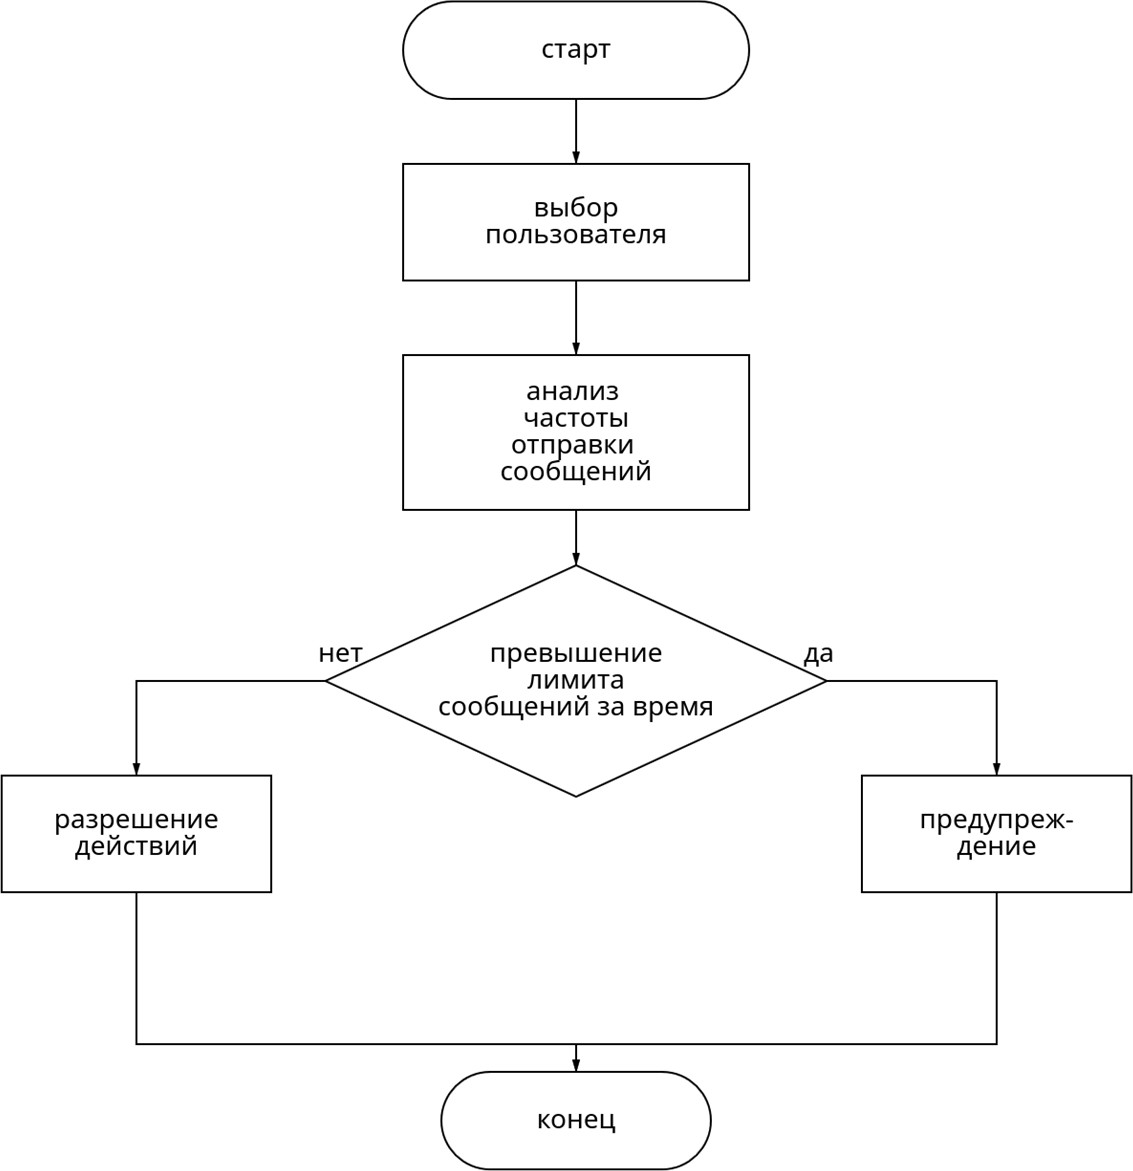 старт
выбор
пользователя
анализ
частоты
отправки
сообщений
нет
да
превышение
лимита
сообщений за время
разрешение
действий
предупреж-
дение
конец